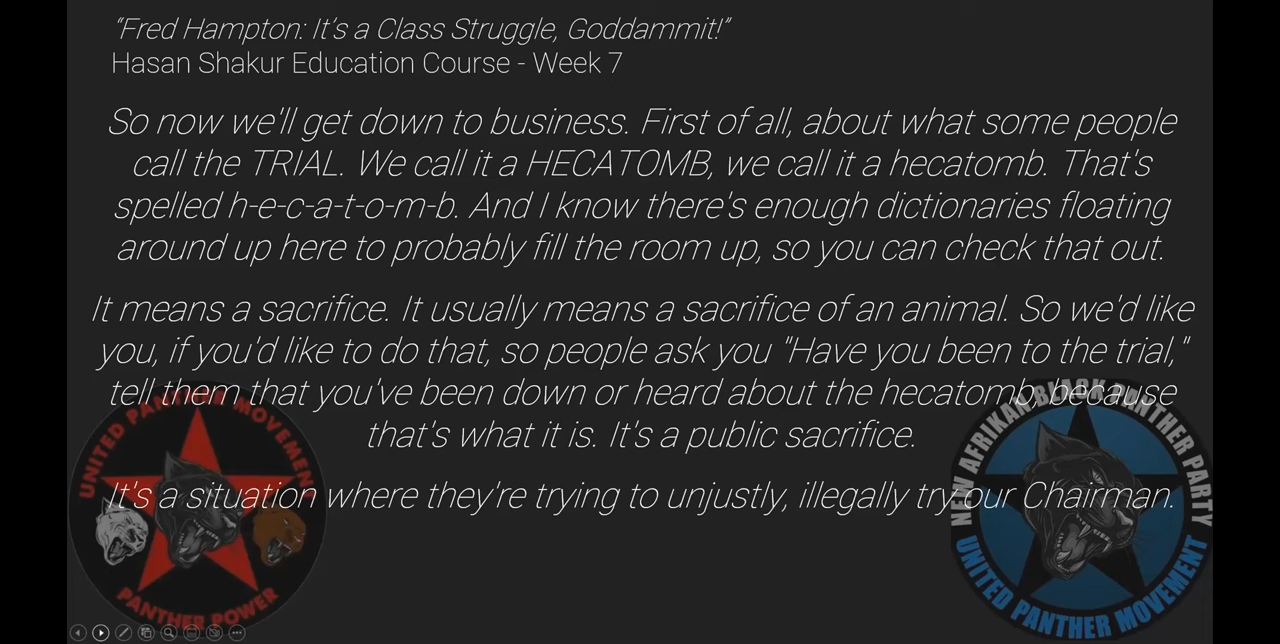 “Fred Hampton: It’s a Class Struggle, Goddammit!”
Hasan Shakur Education Course - Week 7
So now we'll get down to business. First of all, about what some people
call the TRIAL. We call it a HECATOMB, we call it a hecatomb. That's
spelled h-e-c-a-t-o-m-b. And I know there's enough dictionaries floating
around up here to probably fill the room up, so you can check that out.
It means a sacrifice. It usually means a sacrifice of an animal. So we'd like
you, if you'd like to do that, so people ask you "Have you been to the trial,"
tell them that you've been down or heard about the hecatomb, because
that's what it is. It's a public sacrifice.
It's a situation where they're trying to unjustly, illegally try our Chairman.
UNITED PANTHER MOVEMENT
PANTHER POWER
NEW AFRIKAN BLACK PANTHER PARTY
UNITED PANTHER MOVEMENT